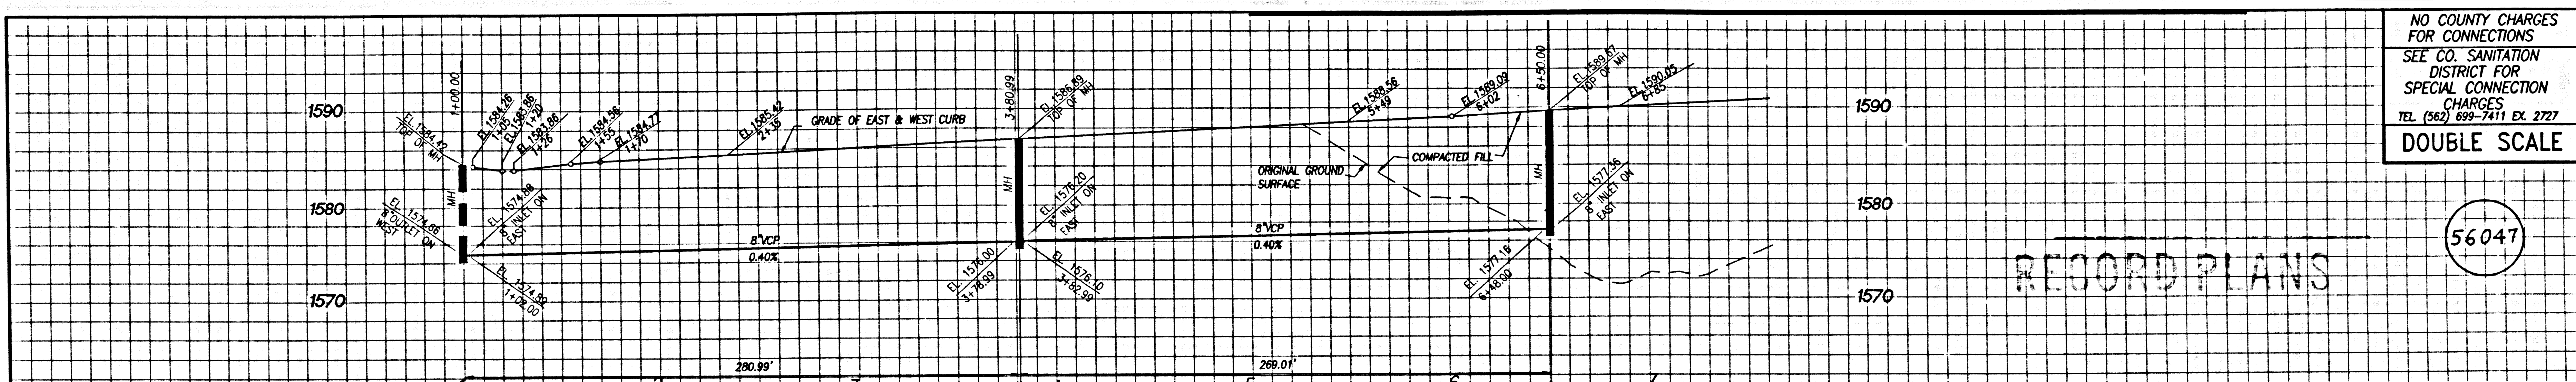 NO COUNTY CHARGES
FOR CONNECTIONS
SEE CO. SANITATION
DISTRICT FOR
SPECIAL CONNECTION
CHARGES
TEL (562) 699-7411 EX. 2727
DOUBLE SCALE
56047
RECORD PLANS
1590
1580
1570
1+00.00
EL.1584.42
TOP OF MH
EL.1584.26
1+05
EL.1583.86
1+20
EL.1583.86
1+26
EL.1584.56
1+55
EL.1584.77
1+70
EL.1585.42
2+35
GRADE OF EAST & WEST CURB
3+80.99
EL.1586.89
TOP OF MH
EL.1588.56
5+49
EL.1589.09
6+02
6+50.00
EL.1589.67
TOP OF MH
EL.1590.05
6+85
1590
1580
1570
ORIGINAL GROUND
SURFACE
COMPACTED FILL
MH
MH
MH
EL. 1574.66
8" OUTLET ON
WEST
EL. 1574.88
8" INLET ON
EAST
EL. 1574.80
1+02.00
8"VCP
0.40%
EL. 1576.20
8" INLET ON
EAST
EL. 1576.00
3+78.99
EL. 1576.10
3+82.99
8"VCP
0.40%
EL. 1577.36
8" INLET ON
EAST
EL. 1577.16
6+48.00
280.99'
269.01'